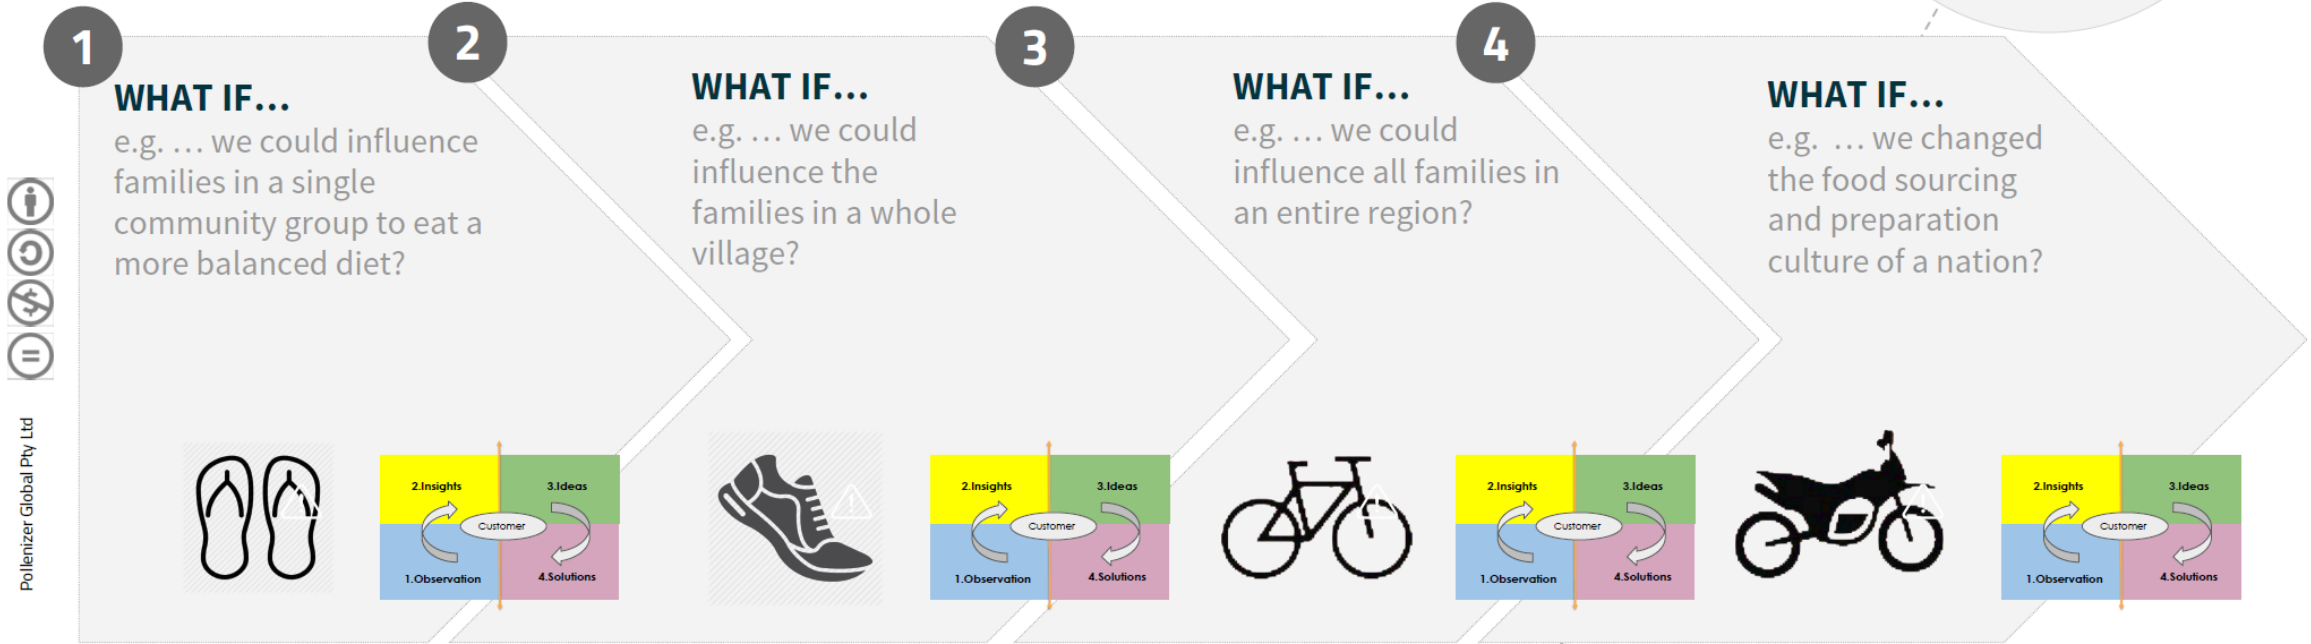 1
WHAT IF...
e.g. ... we could influence
families in a single
community group to eat a
more balanced diet?
2
WHAT IF...
e.g. ... we could
influence the
families in a whole
village?
3
WHAT IF...
e.g. ... we could
influence all families in
an entire region?
4
WHAT IF...
e.g. ... we changed
the food sourcing
and preparation
culture of a nation?
2.Insights
3.Ideas
Customer
1.Observation
4.Solutions
2.Insights
3.Ideas
Customer
1.Observation
4.Solutions
2.Insights
3.Ideas
Customer
1.Observation
4.Solutions
2.Insights
3.Ideas
Customer
1.Observation
4.Solutions
Pollenizer Global Pty Ltd